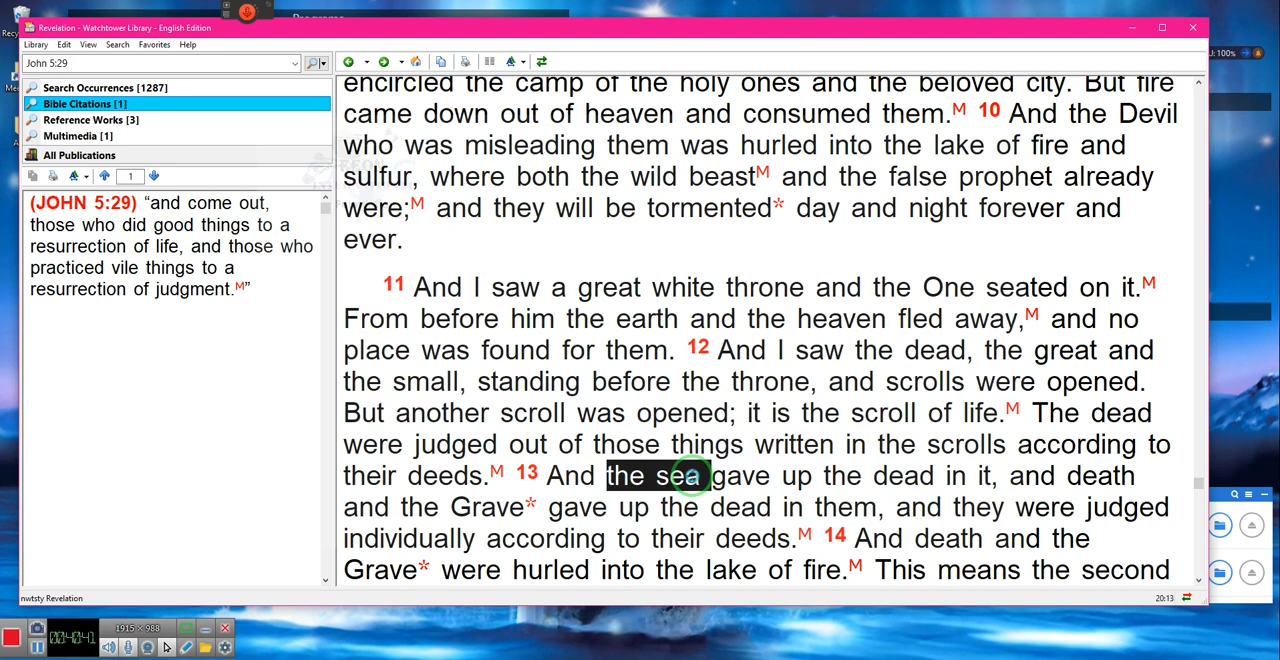 Revelation - Watchtower Library - English Edition
Library Edit View Search Favorites Help
John 5:29
Search Occurrences [1287]
Bible Citations [1]
Reference Works [3]
Multimedia [1]
All Publications
1
(JOHN 5:29) “and come out,
those who did good things to a
resurrection of life, and those who
practiced vile things to a
resurrection of judgment.M”
encircled the camp of the holy ones and the beloved city. But fire
came down out of heaven and consumed them.M 10 And the Devil
who was misleading them was hurled into the lake of fire and
sulfur, where both the wild beastM and the false prophet already
were;M and they will be tormented* day and night forever and
ever.
11 And I saw a great white throne and the One seated on it.M
From before him the earth and the heaven fled away,M and no
place was found for them. 12 And I saw the dead, the great and
the small, standing before the throne, and scrolls were opened.
But another scroll was opened; it is the scroll of life.M The dead
were judged out of those things written in the scrolls according to
their deeds.M 13 And the sea gave up the dead in it, and death
and the Grave* gave up the dead in them, and they were judged
individually according to their deeds.M 14 And death and the
Grave* were hurled into the lake of fire.M This means the second
nwtsty Revelation
20:13
J: 100%
1915 × 988